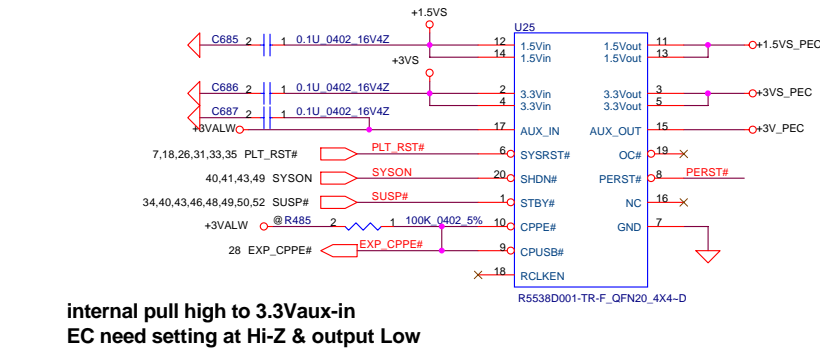 +1.5VS
U25
C685 2 1 0.1U_0402_16V4Z 12 1.5Vin 1.5Vout 11 +1.5VS_PEC
14 1.5Vin 1.5Vout 13
+3VS
C686 2 1 0.1U_0402_16V4Z 2 3.3Vin 3.3Vout 3 +3VS_PEC
4 3.3Vin 3.3Vout 5
C687 2 1 0.1U_0402_16V4Z
+3VALW 17 AUX_IN AUX_OUT 15 +3V_PEC
7,18,26,31,33,35 PLT_RST# PLT_RST# 6 SYSRST# OC# 19
40,41,43,49 SYSON SYSON 20 SHDN# PERST# 8 PERST#
34,40,43,46,48,49,50,52 SUSP# SUSP# 1 STBY# NC 16
+3VALW @ R485 2 1 100K_0402_5% 10 CPPE# GND 7
28 EXP_CPPE# EXP_CPPE# 9 CPUSB#
18 RCLKEN
R5538D001-TR-F_QFN20_4X4~D
internal pull high to 3.3Vaux-in
EC need setting at Hi-Z & output Low